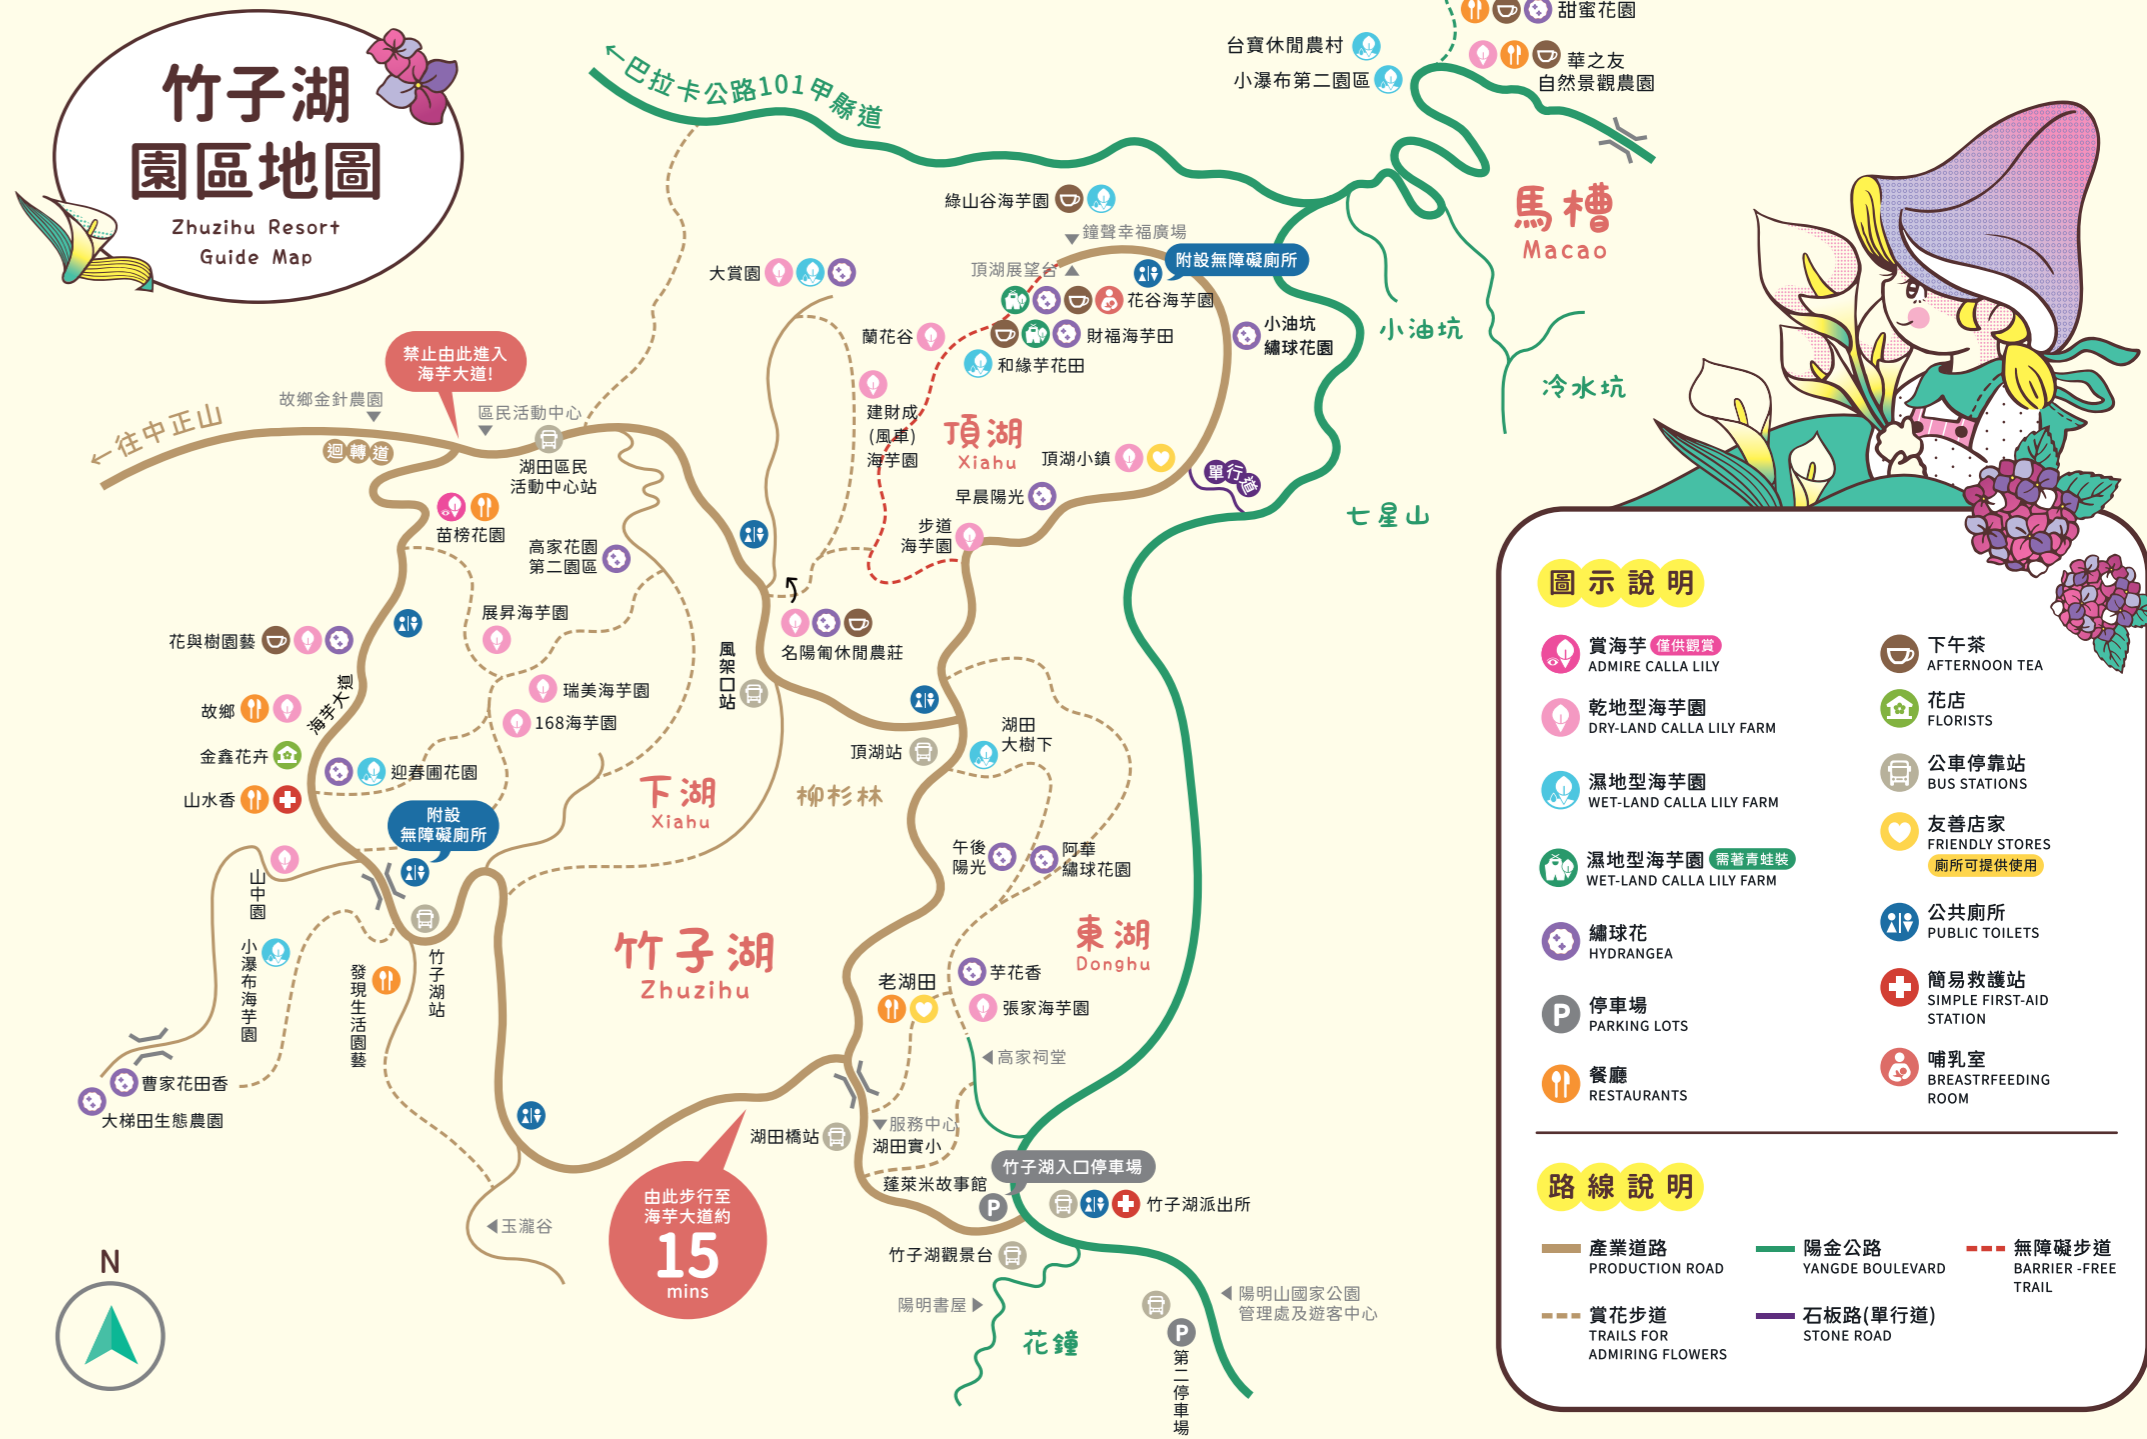 竹子湖
園區地圖
Zhuzihu Resort
Guide Map
←巴拉卡公路101甲縣道
台寶休閒農村
小瀑布第二園區
甜蜜花園
華之友
自然景觀農園
馬槽
Macao
綠山谷海芋園
鐘聲幸福廣場
頂湖展望台
附設無障礙廁所
大賞園
花谷海芋園
蘭花谷
財福海芋田
和緣芋花田
小油坑
繡球花園
小油坑
冷水坑
七星山
建財成
(風車)
海芋園
頂湖
Xiahu
頂湖小鎮
單行道
早晨陽光
步道
海芋園
禁止由此進入
海芋大道!
故鄉金針農園
區民活動中心
←往中正山
迴轉道
湖田區民
活動中心站
苗榜花園
高家花園
第二園區
展昇海芋園
花與樹園藝
瑞美海芋園
168海芋園
風架口站
名陽匍休閒農莊
海芋大道
故鄉
金鑫花卉
迎春圃花園
山水香
附設
無障礙廁所
下湖
Xiahu
頂湖站
柳杉林
湖田
大樹下
午後
陽光
阿華
繡球花園
山中園
小瀑布海芋園
發現生活園藝
竹子湖站
竹子湖
Zhuzihu
東湖
Donghu
老湖田
芋花香
張家海芋園
高家祠堂
曹家花田香
大梯田生態農園
湖田橋站
服務中心
湖田實小
竹子湖入口停車場
蓬萊米故事館
竹子湖派出所
由此步行至
海芋大道約
15
mins
玉瀧谷
竹子湖觀景台
陽明書屋
花鐘
陽明山國家公園
管理處及遊客中心
第二停車場
N
圖示說明
賞海芋 僅供觀賞
ADMIRE CALLA LILY
乾地型海芋園
DRY-LAND CALLA LILY FARM
濕地型海芋園
WET-LAND CALLA LILY FARM
濕地型海芋園 需著青蛙裝
WET-LAND CALLA LILY FARM
繡球花
HYDRANGEA
P
停車場
PARKING LOTS
餐廳
RESTAURANTS
下午茶
AFTERNOON TEA
花店
FLORISTS
公車停靠站
BUS STATIONS
友善店家
FRIENDLY STORES
廁所可提供使用
公共廁所
PUBLIC TOILETS
簡易救護站
SIMPLE FIRST-AID
STATION
哺乳室
BREASTRFEEDING
ROOM
路線說明
產業道路
PRODUCTION ROAD
陽金公路
YANGDE BOULEVARD
無障礙步道
BARRIER -FREE
TRAIL
賞花步道
TRAILS FOR
ADMIRING FLOWERS
石板路(單行道)
STONE ROAD
P
P